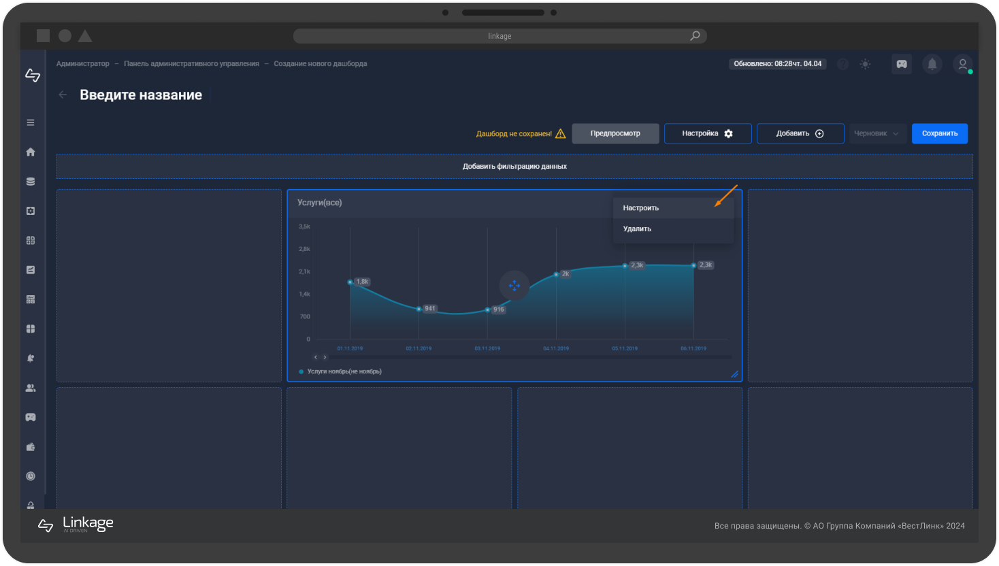 linkage
Администратор – Панель административного управления – Создание нового дашборда
Обновлено: 08:28чт. 04.04
Введите название
Дашборд не сохранен!
Предпросмотр
Настройка
Добавить
Черновик
Сохранить
Добавить фильтрацию данных
Услуги(все)
Настроить
Удалить
3,5k
2,8k
2,1k
1,4k
700
0
1,8k
941
916
2k
2,3k
2,3k
01.11.2019
02.11.2019
03.11.2019
04.11.2019
05.11.2019
06.11.2019
Услуги ноябрь(не ноябрь)
Linkage
AI DRIVEN
Все права защищены. © АО Группа Компаний «ВестЛинк» 2024